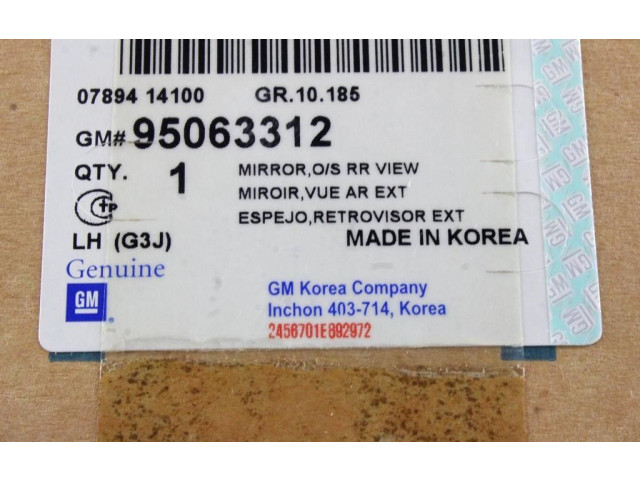 07894 14100 GR.10.185
GM# 95063312
QTY. 1 MIRROR,O/S RR VIEW
MIROIR,VUE AR EXT
ESPEJO,RETROVISOR EXT
LH (G3J) MADE IN KOREA
Genuine
GM
GM Korea Company
Inchon 403-714, Korea
2456701E892972